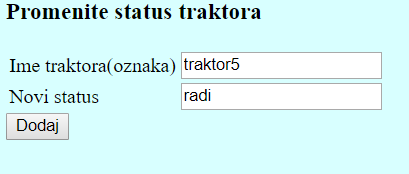 Promenite status traktora
Ime traktora(oznaka) traktor5
Novi status radi
Dodaj